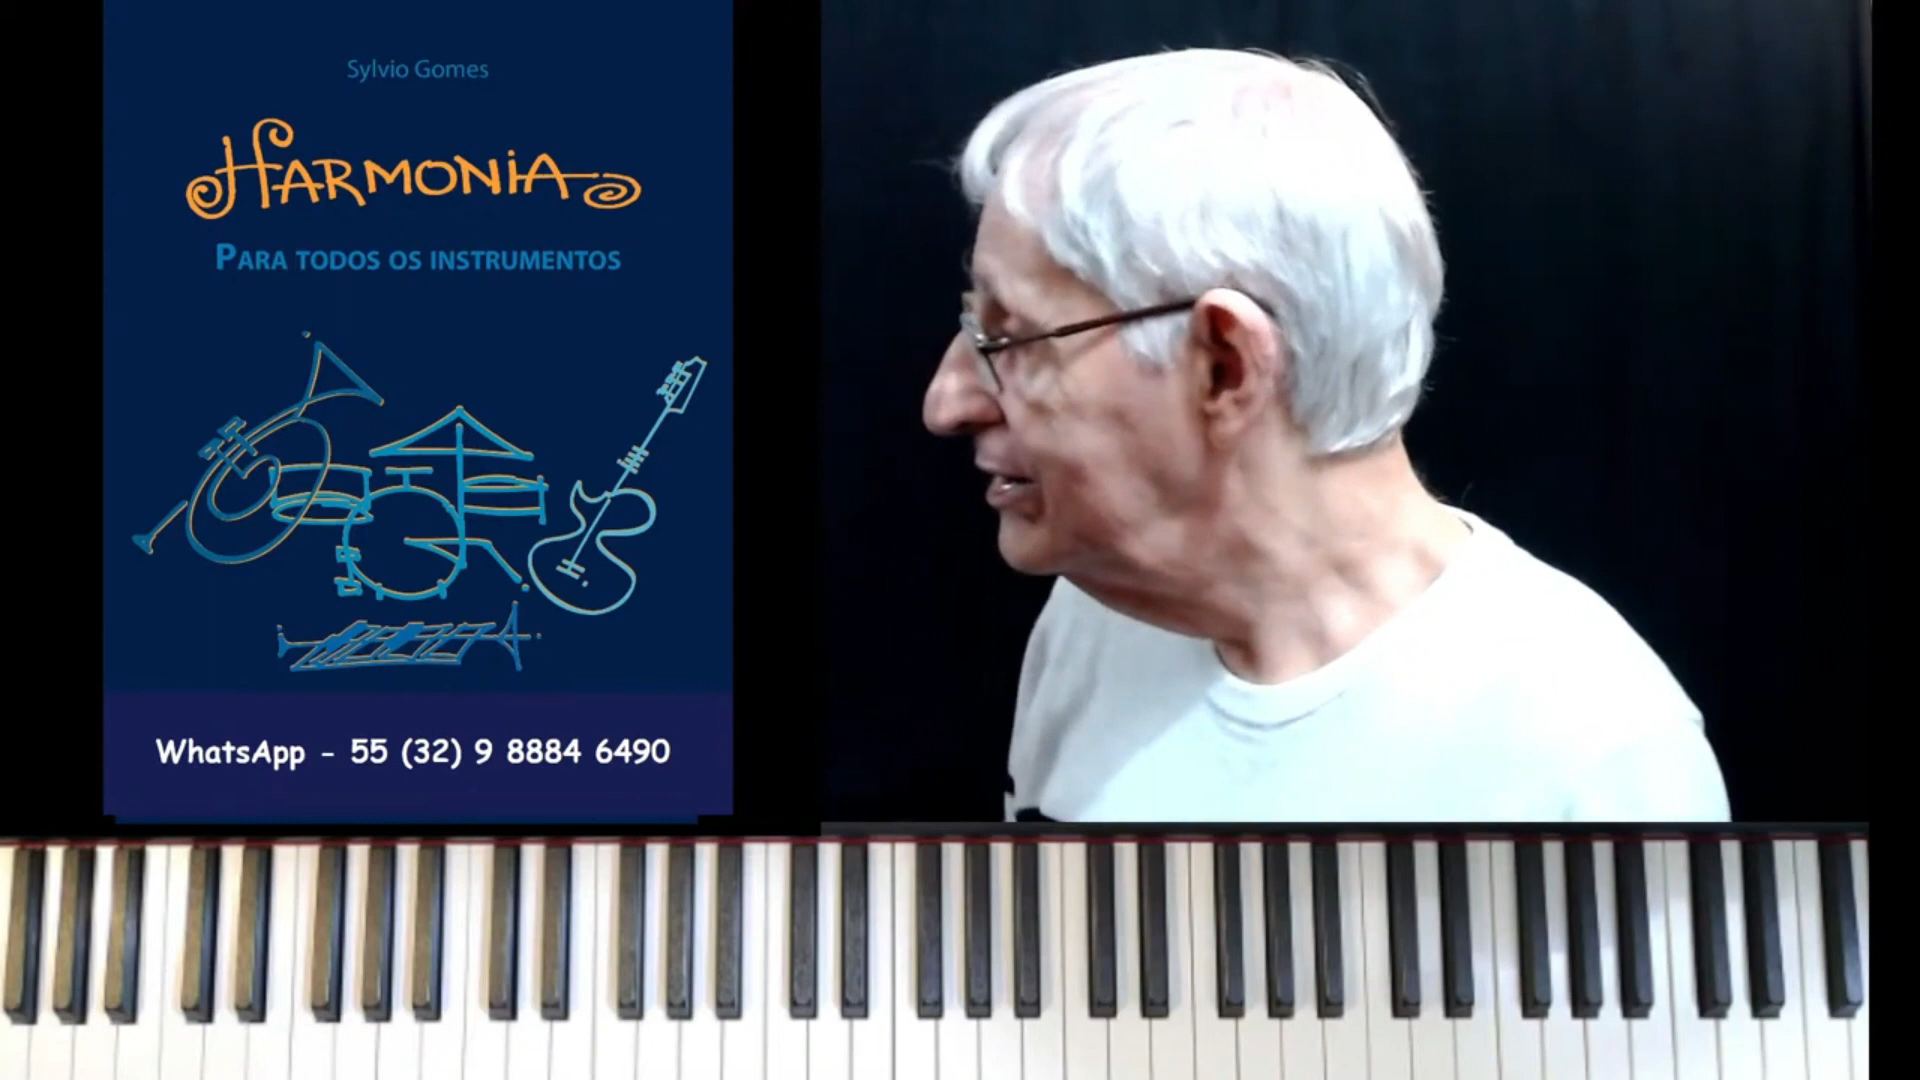 Sylvio Gomes
HARMONiA
PARA TODOS OS INSTRUMENTOS
WhatsApp - 55 (32) 9 8884 6490